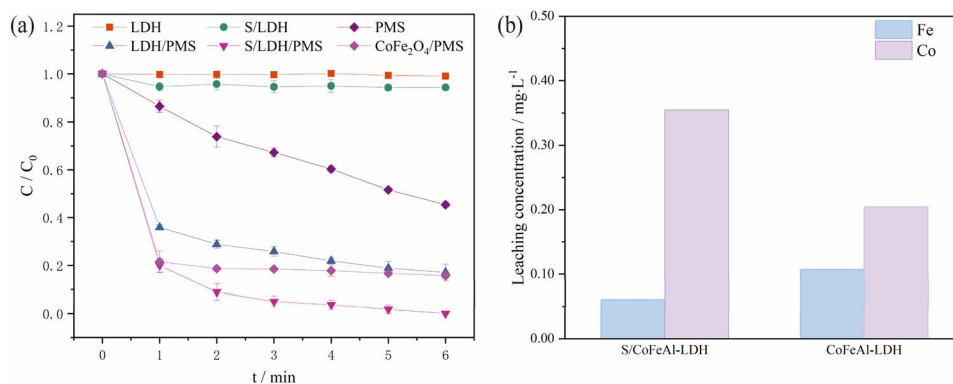 (a)
LDH S/LDH PMS
LDH/PMS S/LDH/PMS CoFe₂O₄/PMS
1.2
1.0
0.8
0.6
0.4
0.2
0.0
C / C₀
0 1 2 3 4 5 6
t / min
(b)
Fe
Co
0.50
0.40
0.30
0.20
0.10
0.00
Leaching concentration / mg·L⁻¹
S/CoFeAl-LDH CoFeAl-LDH